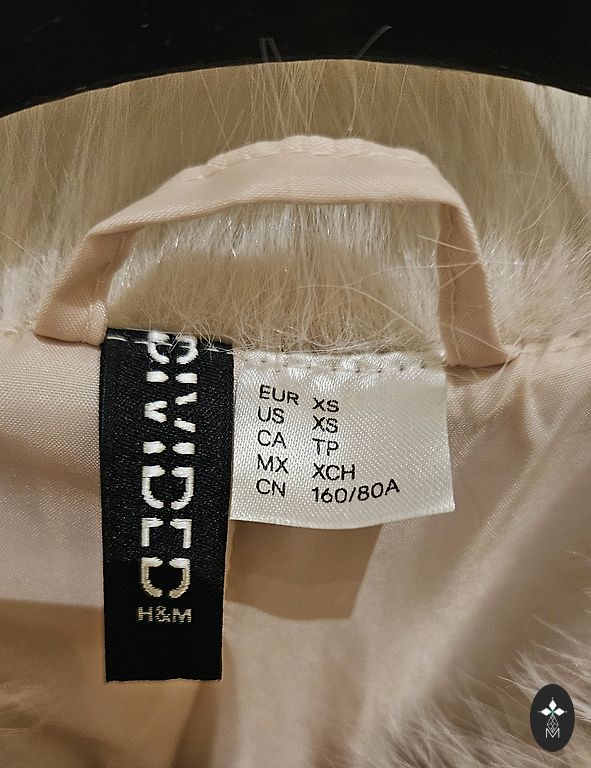 DIVIDED
H&M
EUR XS
US XS
CA TP
MX XCH
CN 160/80A
M